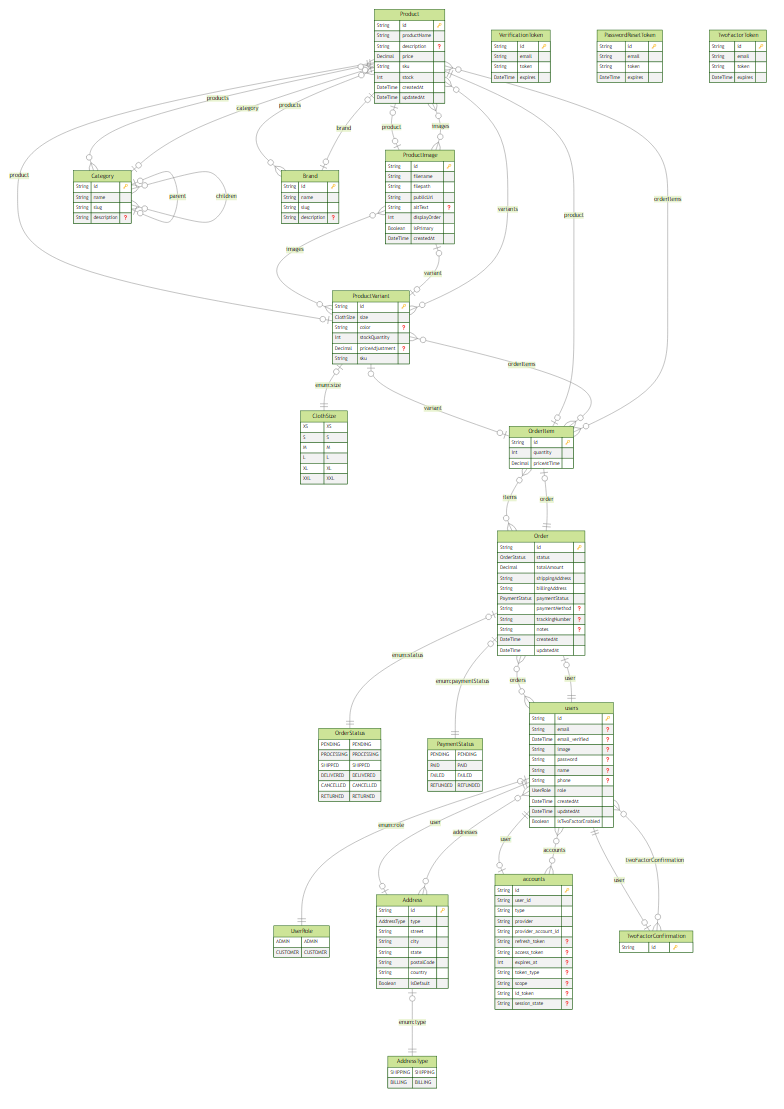 Product
String id
String productName
String description ?
Decimal price
String sku
Int stock
DateTime createdAt
DateTime updatedAt
VerificationToken
String id
String email
String token
DateTime expires
PasswordResetToken
String id
String email
String token
DateTime expires
TwoFactorToken
String id
String email
String token
DateTime expires
products
category
products
brand
product
images
product
Category
String id
String name
String slug
String description ?
parent
children
Brand
String id
String name
String slug
String description ?
ProductImage
String id
String filename
String filepath
String publicUrl
String altText ?
Int displayOrder
Boolean isPrimary
DateTime createdAt
orderItems
variants
product
images
variant
ProductVariant
String id
ClothSize size
String color ?
Int stockQuantity
Decimal priceAdjustment ?
String sku
orderItems
enum:size
variant
ClothSize
XS XS
S S
M M
L L
XL XL
XXL XXL
OrderItem
String id
Int quantity
Decimal priceAtTime
items
order
Order
String id
OrderStatus status
Decimal totalAmount
String shippingAddress
String billingAddress
PaymentStatus paymentStatus
String paymentMethod ?
String trackingNumber ?
String notes ?
DateTime createdAt
DateTime updatedAt
enum:status
enum:paymentStatus
orders
user
OrderStatus
PENDING PENDING
PROCESSING PROCESSING
SHIPPED SHIPPED
DELIVERED DELIVERED
CANCELLED CANCELLED
RETURNED RETURNED
PaymentStatus
PENDING PENDING
PAID PAID
FAILED FAILED
REFUNDED REFUNDED
users
String id
String email ?
DateTime email_verified ?
String image ?
String password ?
String name ?
String phone ?
UserRole role
DateTime createdAt
DateTime updatedAt
Boolean isTwoFactorEnabled
enum:role
user
addresses
user
accounts
user
twoFactorConfirmation
UserRole
ADMIN ADMIN
CUSTOMER CUSTOMER
Address
String id
AddressType type
String street
String city
String state
String postalCode
String country
Boolean isDefault
accounts
String id
String user_id
String type
String provider
String provider_account_id
String refresh_token ?
String access_token ?
Int expires_at ?
String token_type ?
String scope ?
String id_token ?
String session_state ?
TwoFactorConfirmation
String id
enum:type
AddressType
SHIPPING SHIPPING
BILLING BILLING